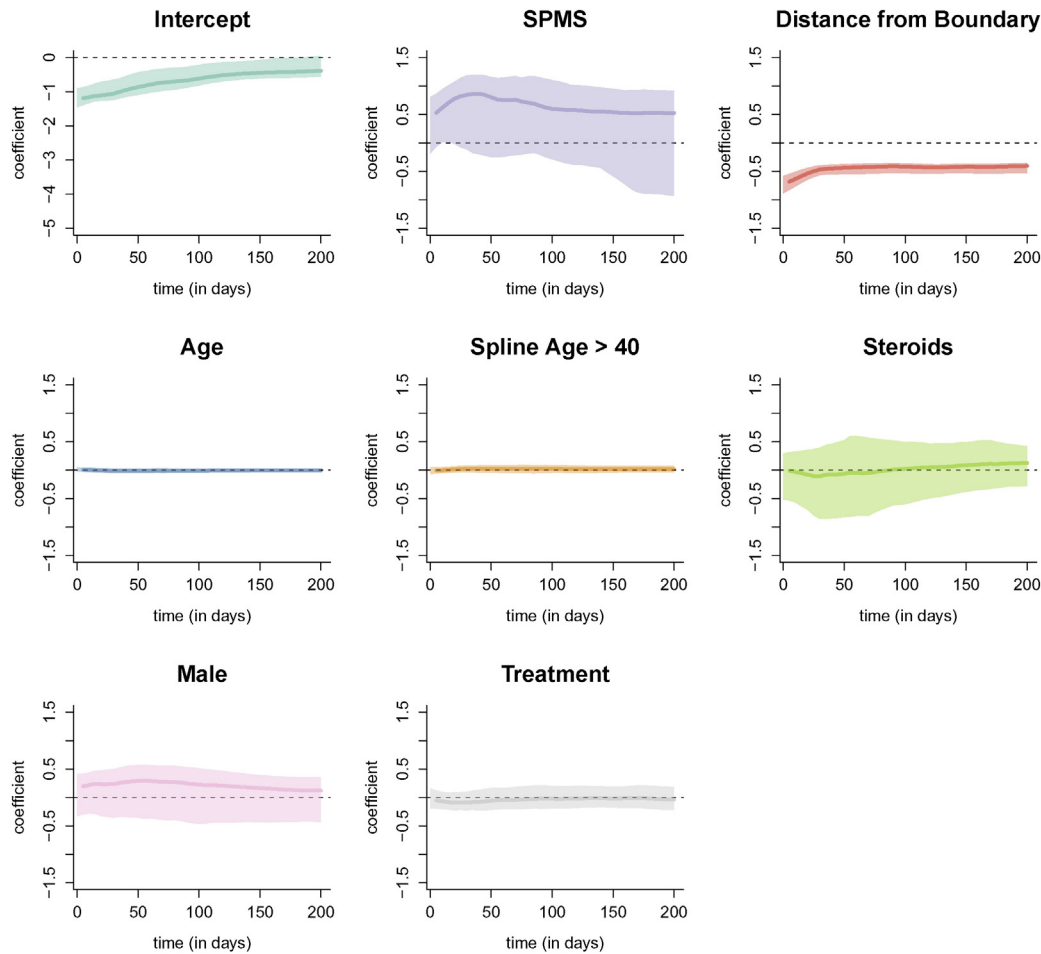 Intercept
coefficient
0
−1
−2
−3
−4
−5
0 50 100 150 200
time (in days)
SPMS
coefficient
1.5
0.5
−0.5
−1.5
0 50 100 150 200
time (in days)
Distance from Boundary
coefficient
1.5
0.5
−0.5
−1.5
0 50 100 150 200
time (in days)
Age
coefficient
1.5
0.5
−0.5
−1.5
0 50 100 150 200
time (in days)
Spline Age > 40
coefficient
1.5
0.5
−0.5
−1.5
0 50 100 150 200
time (in days)
Steroids
coefficient
1.5
0.5
−0.5
−1.5
0 50 100 150 200
time (in days)
Male
coefficient
1.5
0.5
−0.5
−1.5
0 50 100 150 200
time (in days)
Treatment
coefficient
1.5
0.5
−0.5
−1.5
0 50 100 150 200
time (in days)